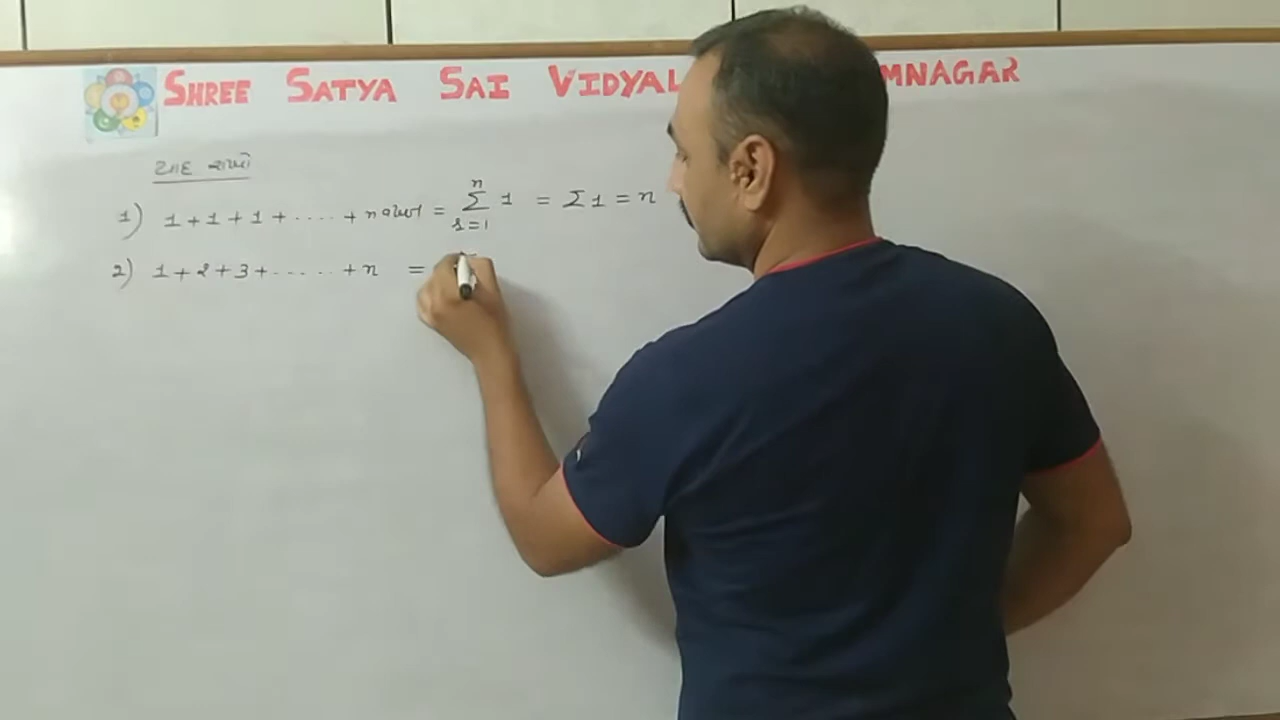 SHREE SATYA SAI VIDYAL MNAGAR
યાદ રાખો
1) 1 + 1 + 1 + ..... + n વખત = n Σ r=1 1 = Σ1 = n
2) 1 + 2 + 3 + ..... + n =